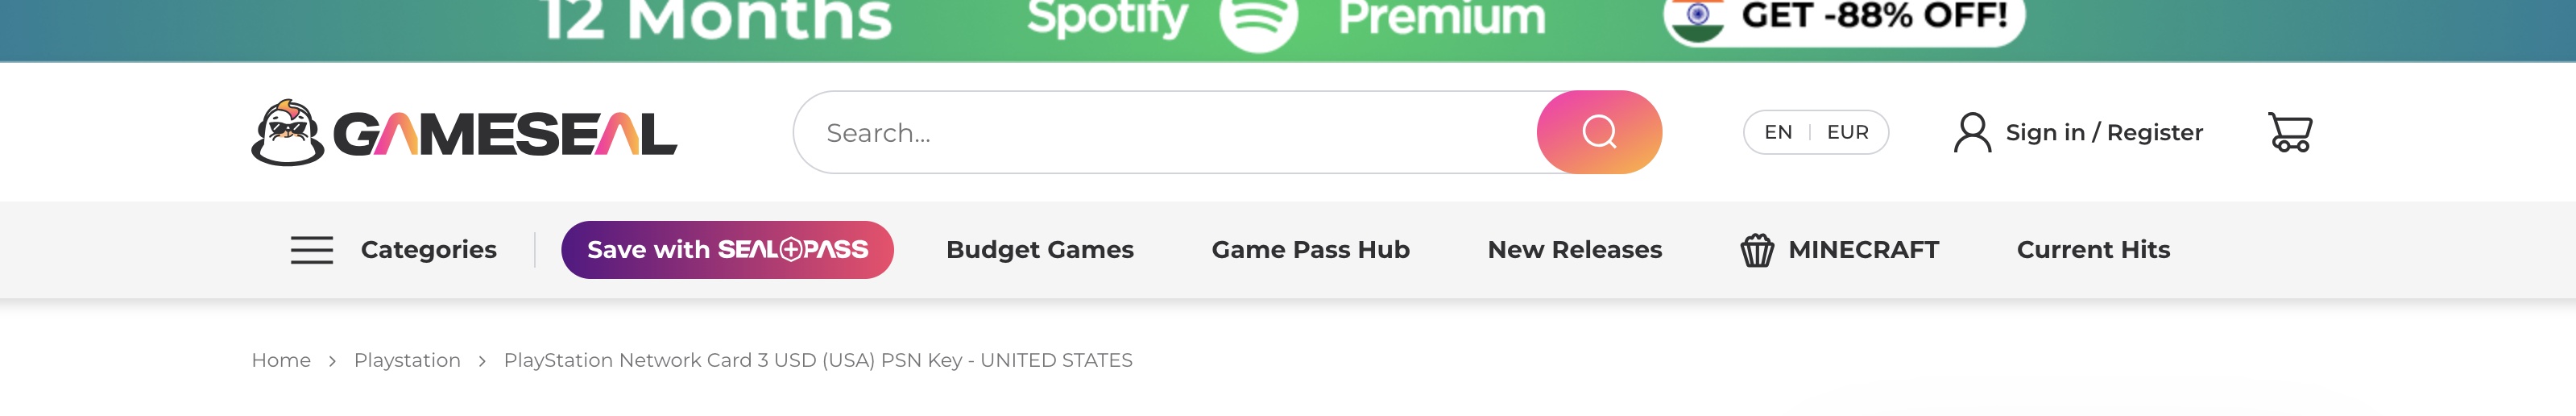 12 Months Spotify Premium GET -88% OFF!
GAMESEAL Search... EN | EUR Sign in / Register
Categories Save with SEAL+PASS Budget Games Game Pass Hub New Releases MINECRAFT Current Hits
Home > Playstation > PlayStation Network Card 3 USD (USA) PSN Key - UNITED STATES